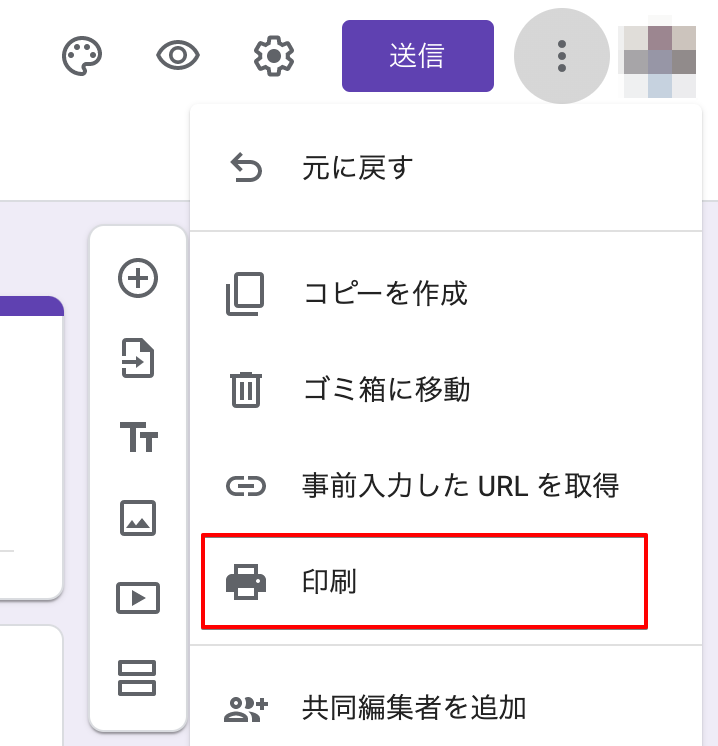 送信
元に戻す
コピーを作成
ゴミ箱に移動
事前入力した URL を取得
印刷
共同編集者を追加